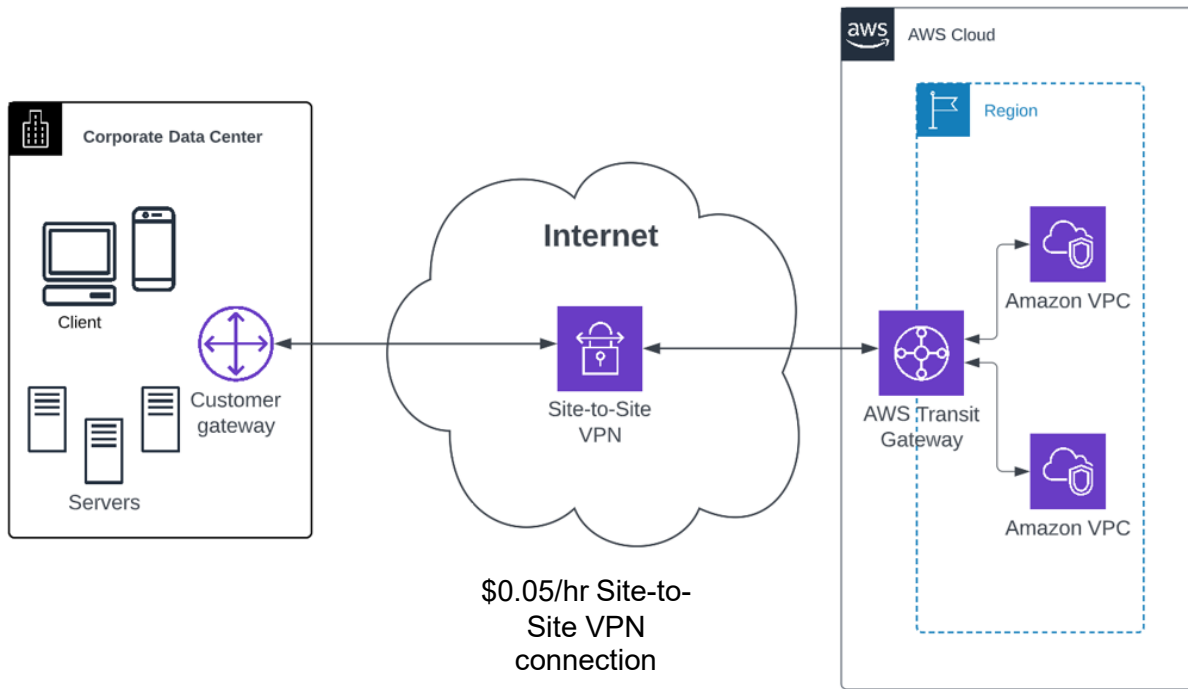 aws
AWS Cloud
Region
Corporate Data Center
Client
Customer
gateway
Servers
Internet
Site-to-Site
VPN
AWS Transit
Gateway
Amazon VPC
Amazon VPC
$0.05/hr Site-to-
Site VPN
connection